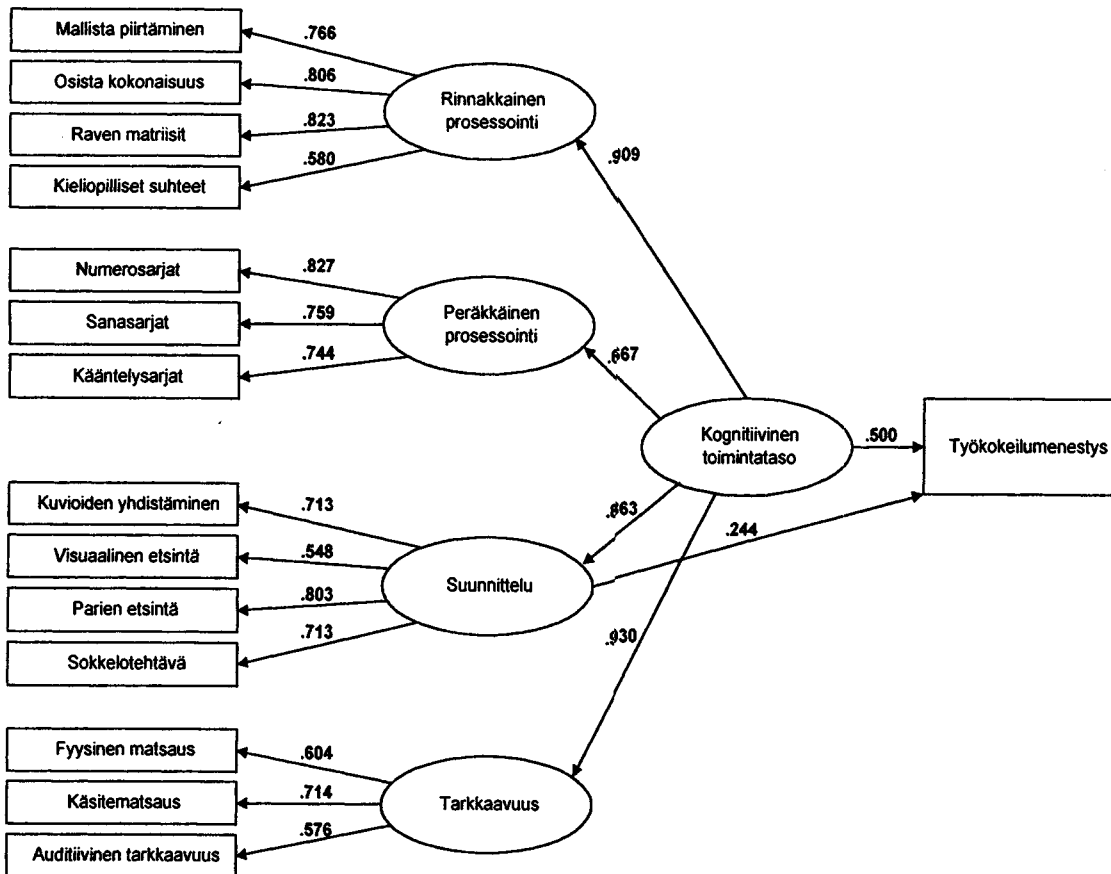 Mallista piirtäminen
.766
Osista kokonaisuus
.806
Raven matriisit
.823
Kieliopilliset suhteet
.580
Rinnakkainen
prosessointi
.909
Numerosarjat
.827
Sanasarjat
.759
Kääntelysarjat
.744
Peräkkäinen
prosessointi
.667
Kognitiivinen
toimintataso
.500
Työkokeilumenestys
Kuvioiden yhdistäminen
.713
Visuaalinen etsintä
.548
Parien etsintä
.803
Sokkelotehtävä
.713
Suunnittelu
.863
.244
.930
Fyysinen matsaus
.604
Käsitematsaus
.714
Auditiivinen tarkkaavuus
.576
Tarkkaavuus